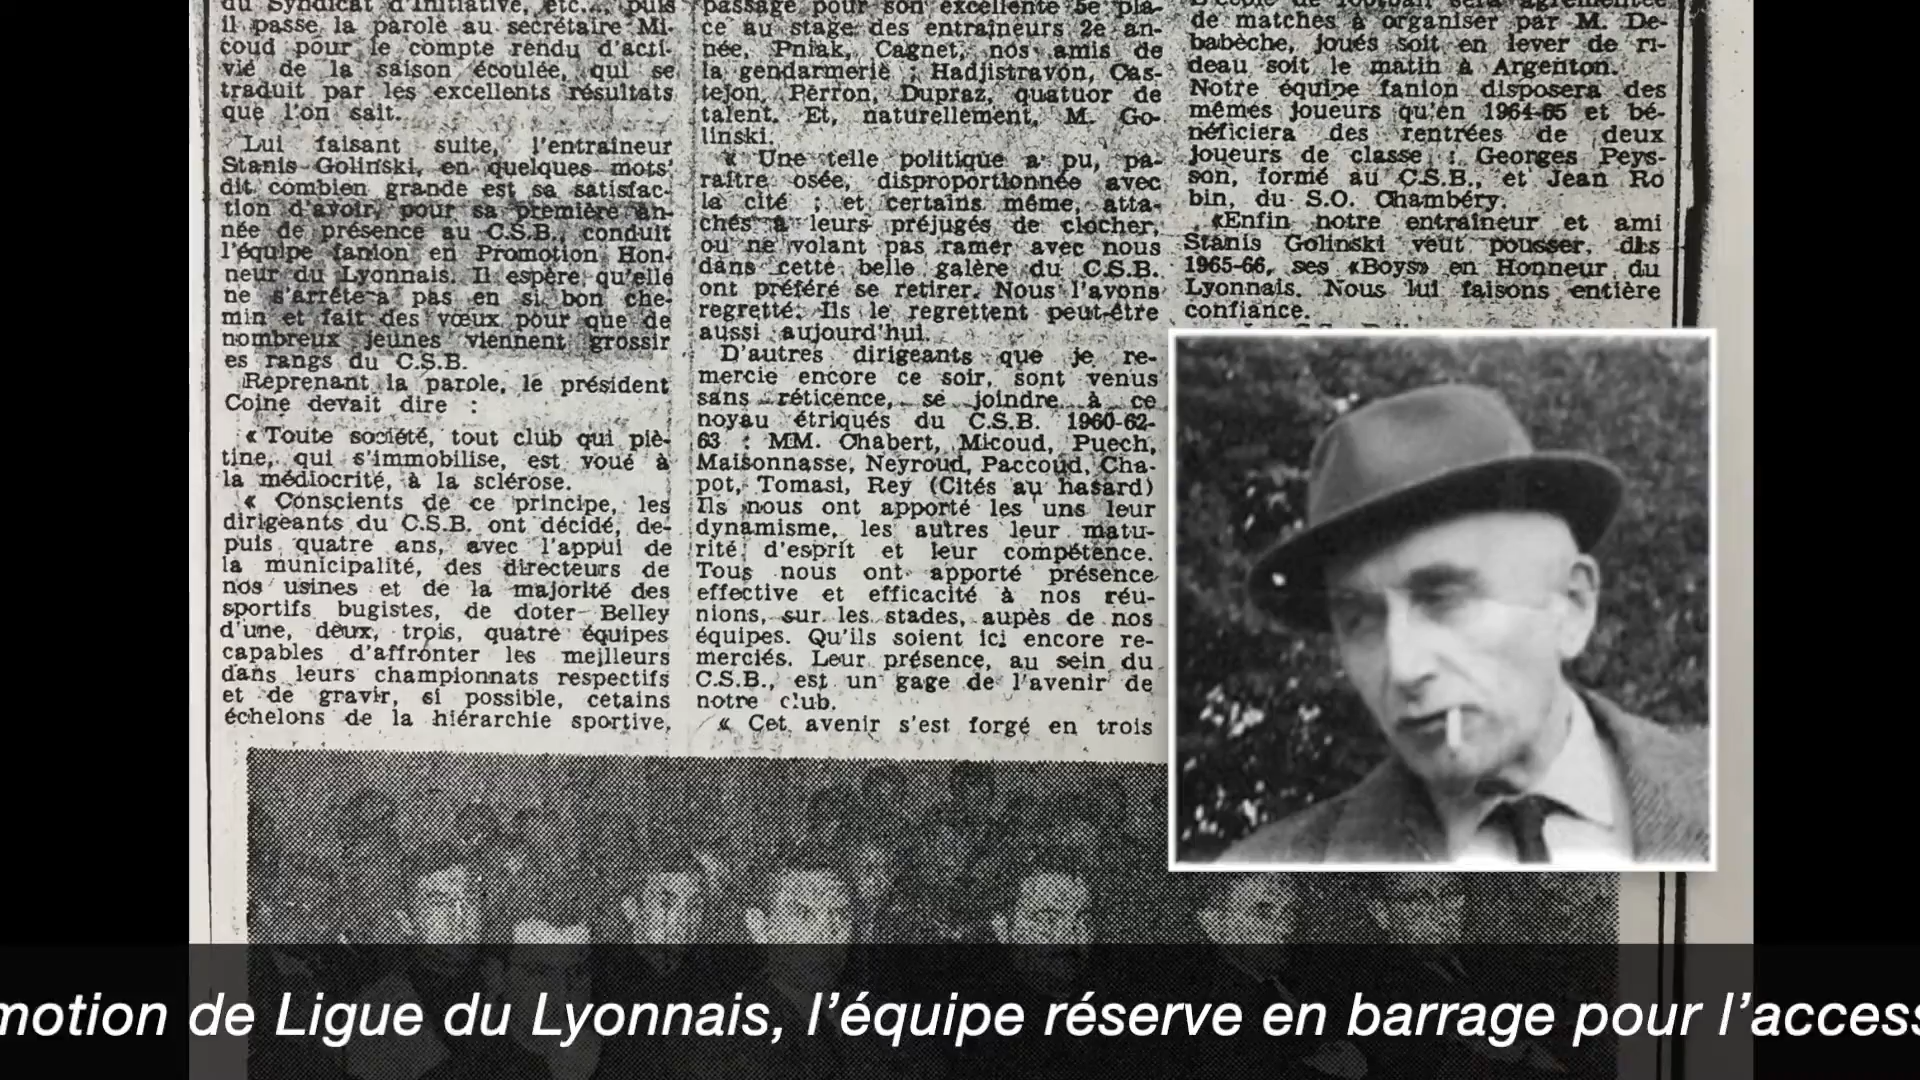 du Syndicat d'Initiative, etc... puis
il passe la parole au secrétaire Mi-
coud pour le compte rendu d'acti-
vié de la saison écoulée, qui se
traduit par les excellents résultats
que l'on sait.
Lui faisant suite, l'entraîneur
Stanis Golinski, en quelques mots
dit combien grande est sa satisfac-
tion d'avoir, pour sa première an-
née de présence au C.S.B., conduit
l'équipe fanion en Promotion Hon-
neur du Lyonnais. Il espère qu'elle
ne s'arrêtera pas en si bon che-
min et fait des vœux pour que de
nombreux jeunes viennent grossir
es rangs du C.S.B.
Reprenant la parole, le président
Coine devait dire :
« Toute société, tout club qui piè-
tine, qui s'immobilise, est voué à
la médiocrité, à la sclérose.
« Conscients de ce principe, les
dirigeants du C.S.B. ont décidé, de-
puis quatre ans, avec l'appui de
la municipalité, des directeurs de
nos usines et de la majorité des
sportifs bugistes, de doter Belley
d'une, deux, trois, quatre équipes
capables d'affronter les meilleurs
dans leurs championnats respectifs
et de gravir, si possible, cetains
échelons de la hiérarchie sportive.
passage pour son excellente 5e pla-
ce au stage des entraîneurs 2e an-
née, Pniak, Cagnet, nos amis de
la gendarmerie ; Hadjistravon, Cas-
tejon, Perron, Dupraz, quatuor de
talent. Et, naturellement, M. Go-
linski.
« Une telle politique a pu, pa-
raître osée, disproportionnée avec
la cité ; et certains même, atta-
chés à leurs préjugés de clocher,
ou ne volant pas ramer avec nous
dans cette belle galère du C.S.B.
ont préféré se retirer. Nous l'avons
regretté. Ils le regrettent peut-être
aussi aujourd'hui.
D'autres dirigeants que je re-
mercie encore ce soir, sont venus
sans réticence, se joindre à ce
noyau étriqués du C.S.B. 1960-62-
63 : MM. Chabert, Micoud, Puech,
Maisonnasse, Neyroud, Paccoud, Cha-
pot, Tomasi, Rey (Cités au hasard)
Ils nous ont apporté les uns leur
dynamisme, les autres leur matu-
rité d'esprit et leur compétence.
Tous nous ont apporté présence
effective et efficacité à nos réu-
nions, sur les stades, aupès de nos
équipes. Qu'ils soient ici encore re-
merciés. Leur présence, au sein du
C.S.B., est un gage de l'avenir de
notre club.
« Cet avenir s'est forgé en trois
L'école de football sera agrémentée
de matches à organiser par M. De-
babèche, joués soit en lever de ri-
deau soit le matin à Argenton.
Notre équipe fanion disposera des
mêmes joueurs qu'en 1964-65 et bé-
néficiera des rentrées de deux
joueurs de classe : Georges Peys-
son, formé au C.S.B., et Jean Ro
bin, du S.O. Chambéry.
«Enfin notre entraîneur et ami
Stanis Golinski veut pousser, dès
1965-66, ses «Boys» en Honneur du
Lyonnais. Nous lui faisons entière
confiance.
motion de Ligue du Lyonnais, l'équipe réserve en barrage pour l'access